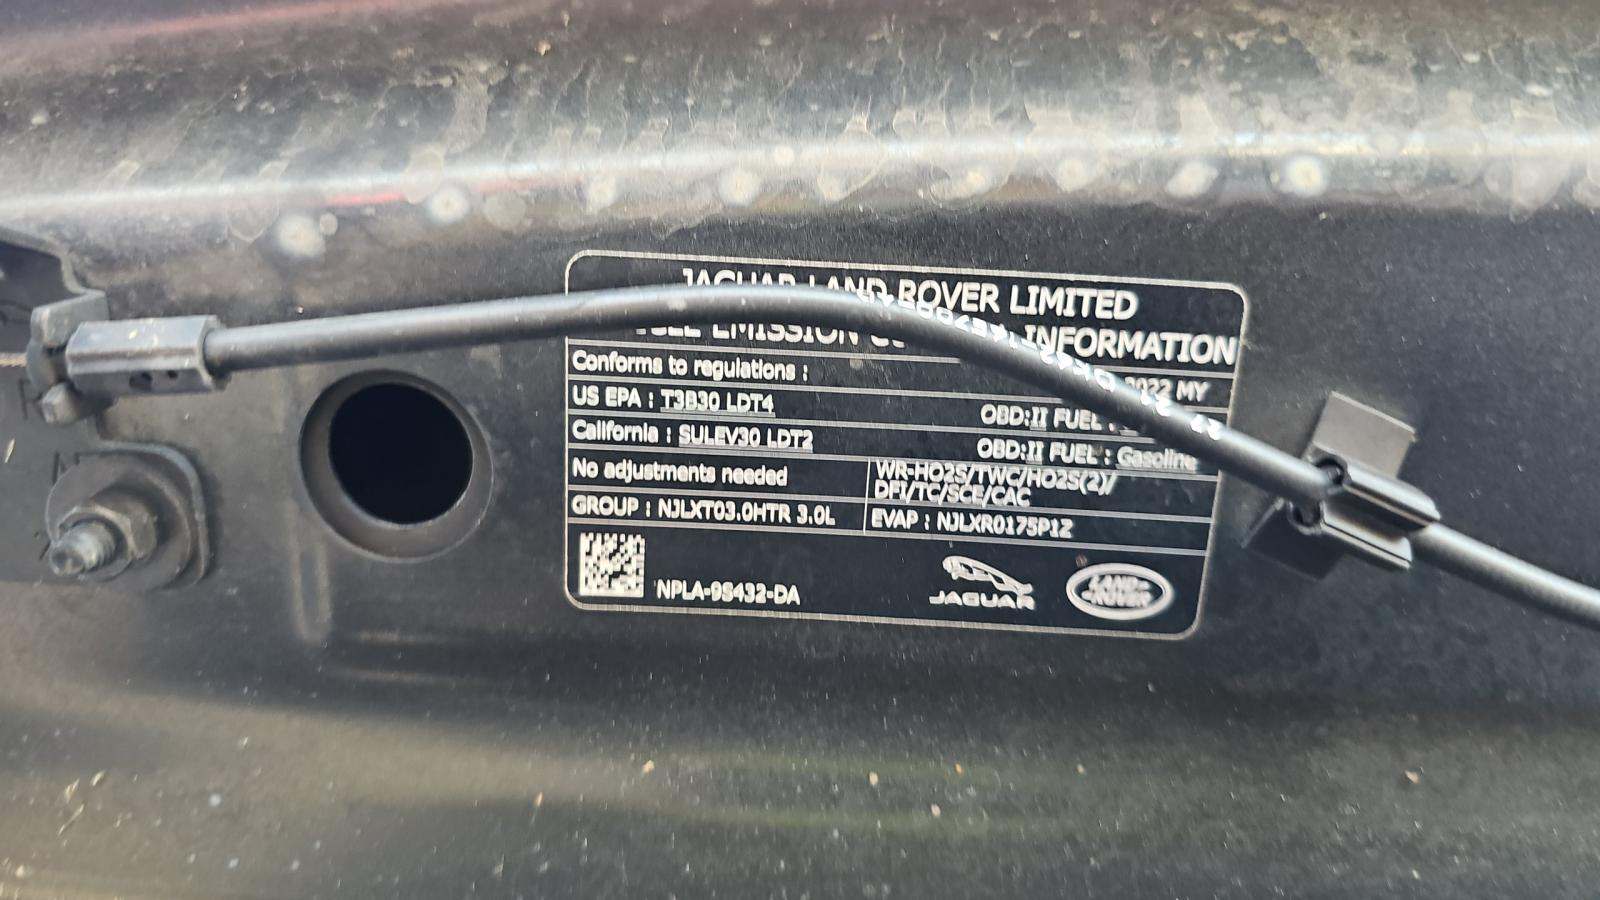 JAGUAR LAND ROVER LIMITED
EMISSION INFORMATION
Conforms to regulations : 2022 MY
US EPA : T3B30 LDT4 OBD:II FUEL :
California : SULEV30 LDT2 OBD:II FUEL : Gasoline
No adjustments needed
WR-HO2S/TWC/HO2S(2)/
DFI/TC/SCE/CAC
GROUP : NJLXT03.0HTR 3.0L EVAP : NJLXR0175P1Z
NPLA-9S432-DA
JAGUAR
LAND-
-ROVER